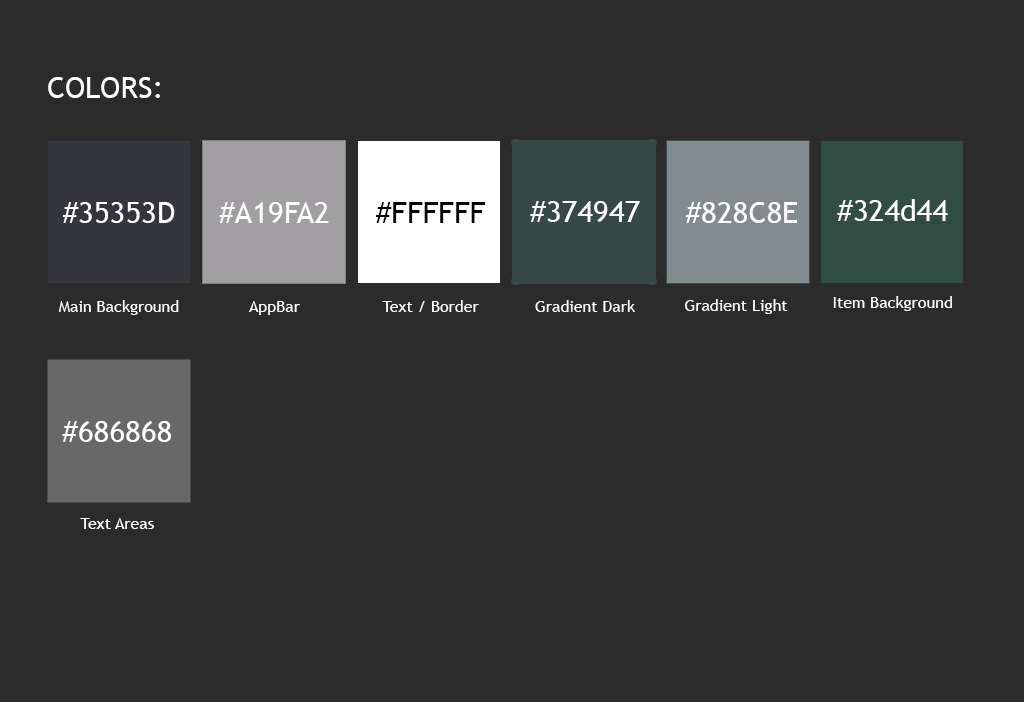 COLORS:
#35353D
#A19FA2
#FFFFFF
#374947
#828C8E
#324d44
Main Background
AppBar
Text / Border
Gradient Dark
Gradient Light
Item Background
#686868
Text Areas